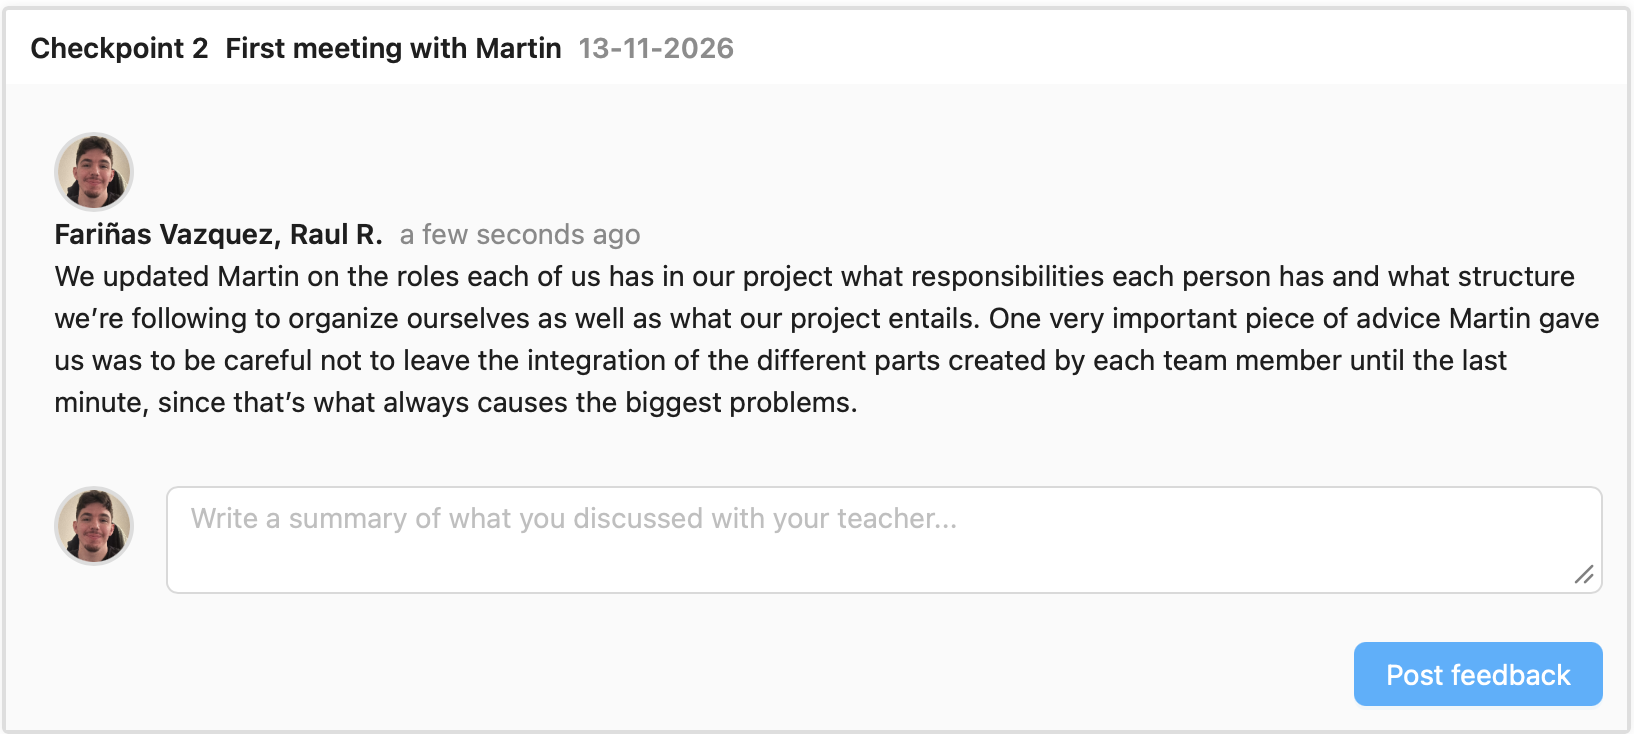 Checkpoint 2 First meeting with Martin 13-11-2026
Fariñas Vazquez, Raul R. a few seconds ago
We updated Martin on the roles each of us has in our project what responsibilities each person has and what structure
we’re following to organize ourselves as well as what our project entails. One very important piece of advice Martin gave
us was to be careful not to leave the integration of the different parts created by each team member until the last
minute, since that’s what always causes the biggest problems.
Write a summary of what you discussed with your teacher...
Post feedback